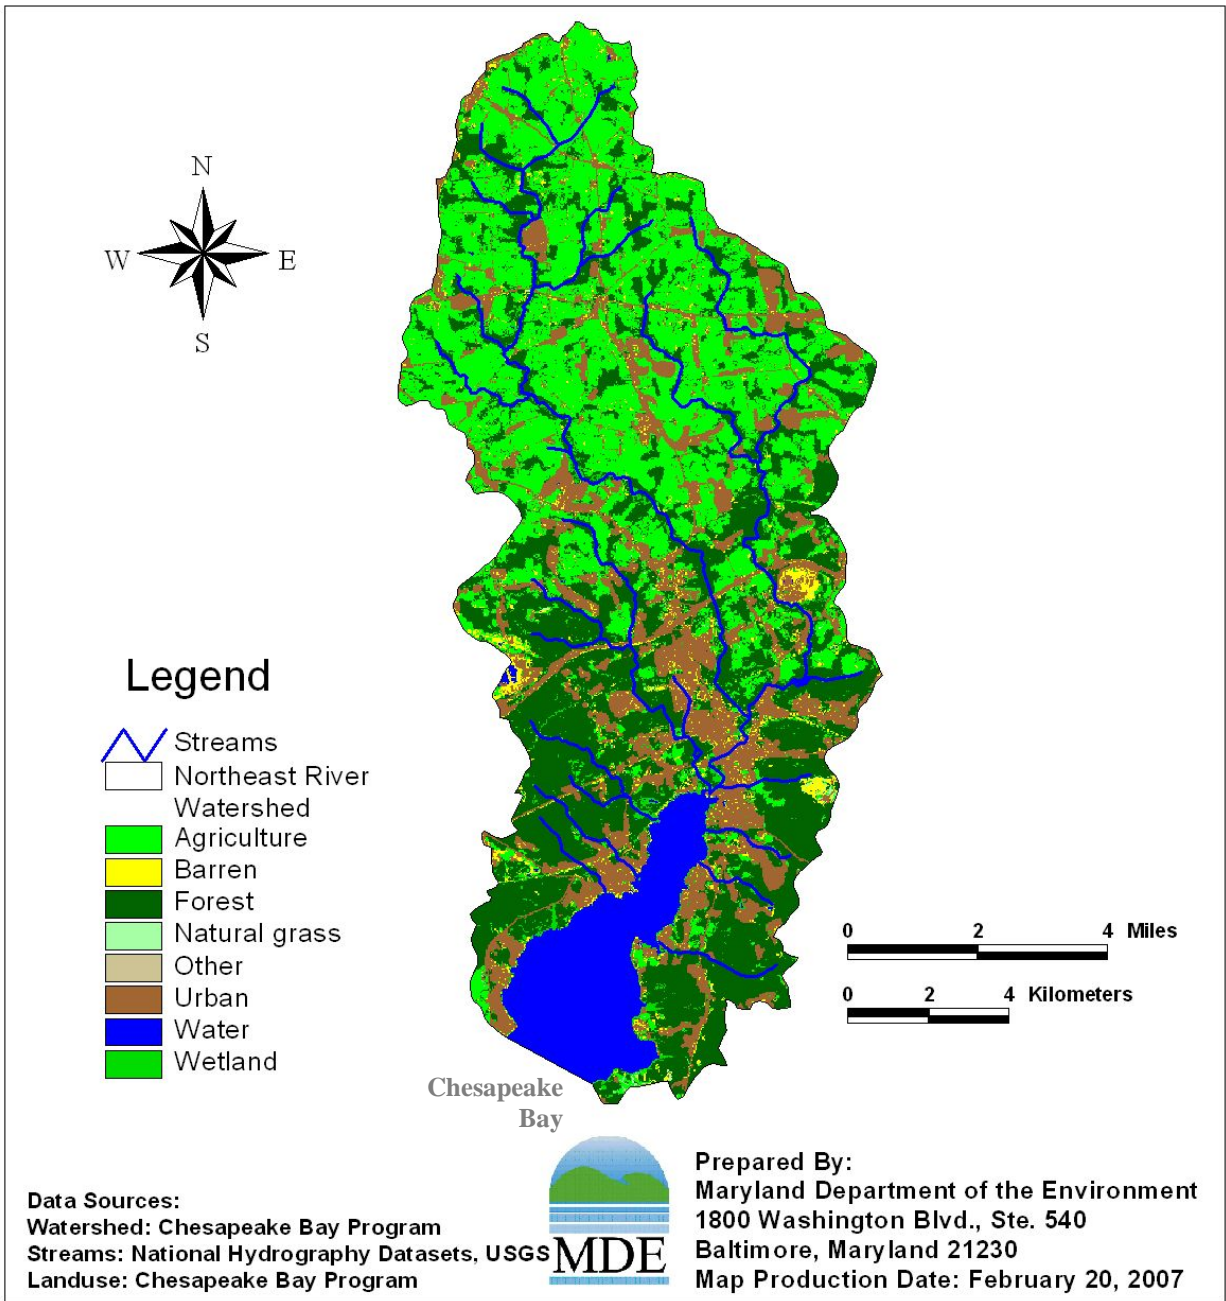 N
W
E
S
Legend
Streams
Northeast River
Watershed
Agriculture
Barren
Forest
Natural grass
Other
Urban
Water
Wetland
0 2 4 Miles
0 2 4 Kilometers
Chesapeake
Bay
Data Sources:
Watershed: Chesapeake Bay Program
Streams: National Hydrography Datasets, USGS
Landuse: Chesapeake Bay Program
MDE
Prepared By:
Maryland Department of the Environment
1800 Washington Blvd., Ste. 540
Baltimore, Maryland 21230
Map Production Date: February 20, 2007